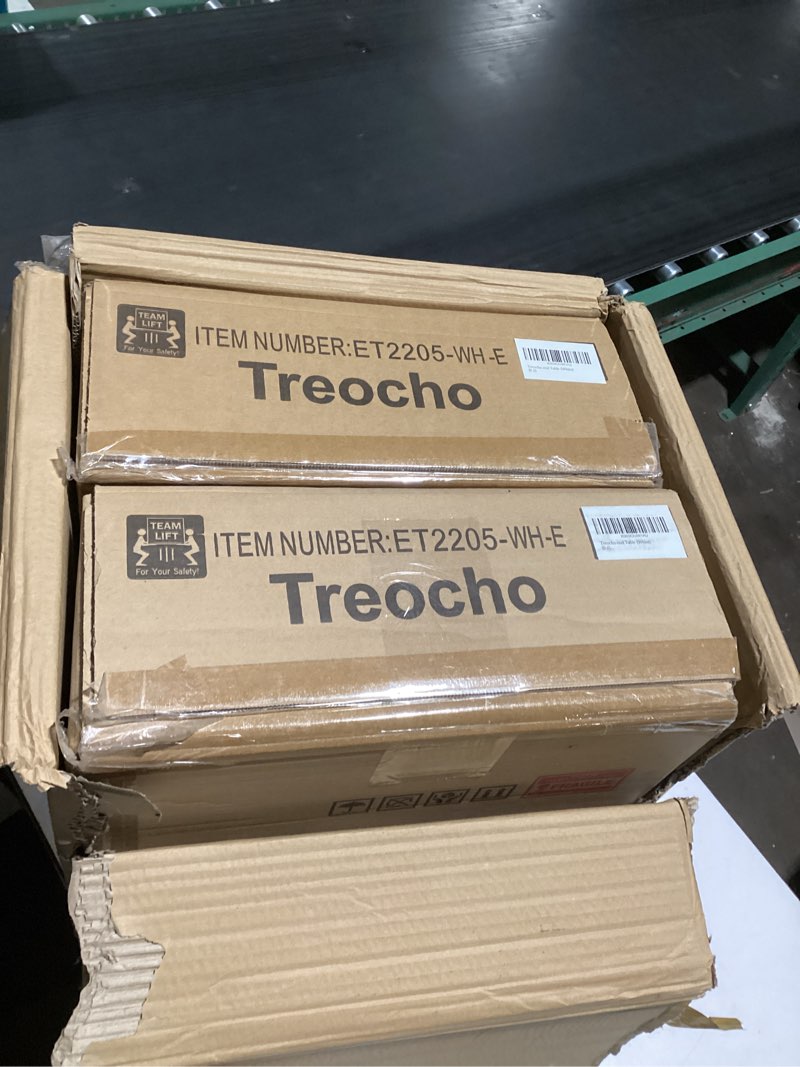 TEAM
LIFT
For Your Safety!
ITEM NUMBER:ET2205-WH-E
Treocho
TEAM
LIFT
For Your Safety!
ITEM NUMBER:ET2205-WH-E
Treocho
FRAGILE